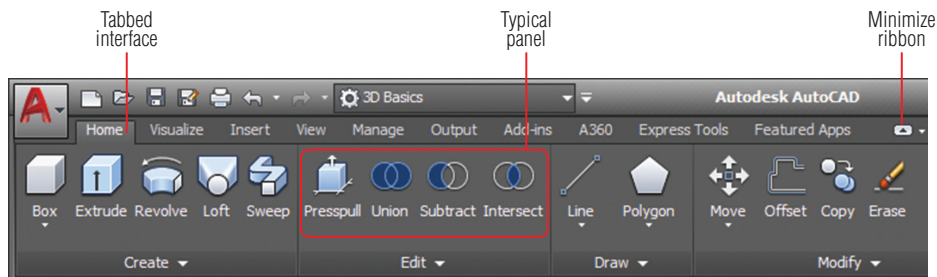 Tabbed
interface
Typical
panel
Minimize
ribbon
3D Basics
Autodesk AutoCAD
Home Visualize Insert View Manage Output Add-ins A360 Express Tools Featured Apps
Box Extrude Revolve Loft Sweep Presspull Union Subtract Intersect Line Polygon Move Offset Copy Erase
Create Edit Draw Modify